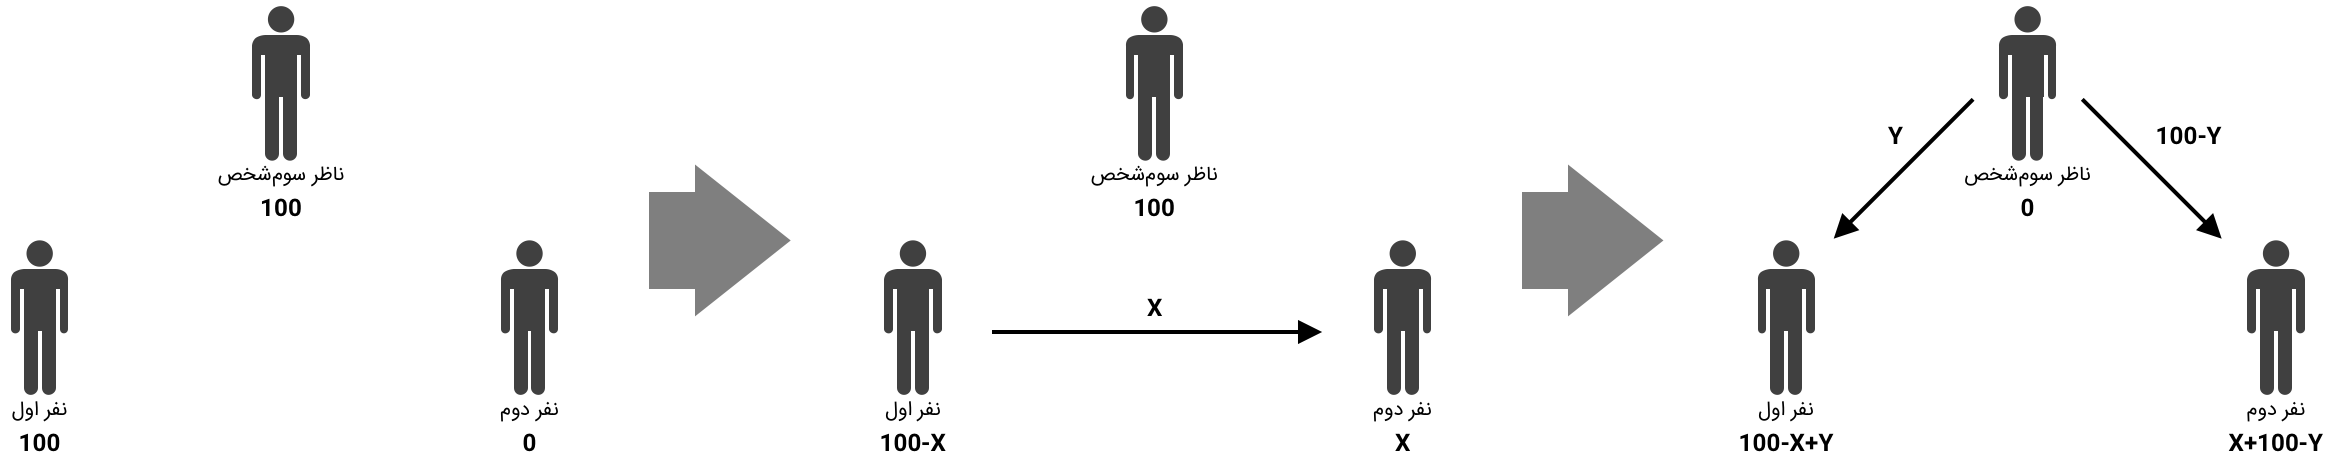 ناظر سوم‌شخص
100
نفر اول
100
نفر دوم
0
ناظر سوم‌شخص
100
X
نفر اول
100-X
نفر دوم
X
ناظر سوم‌شخص
0
Y
100-Y
نفر اول
100-X+Y
نفر دوم
X+100-Y